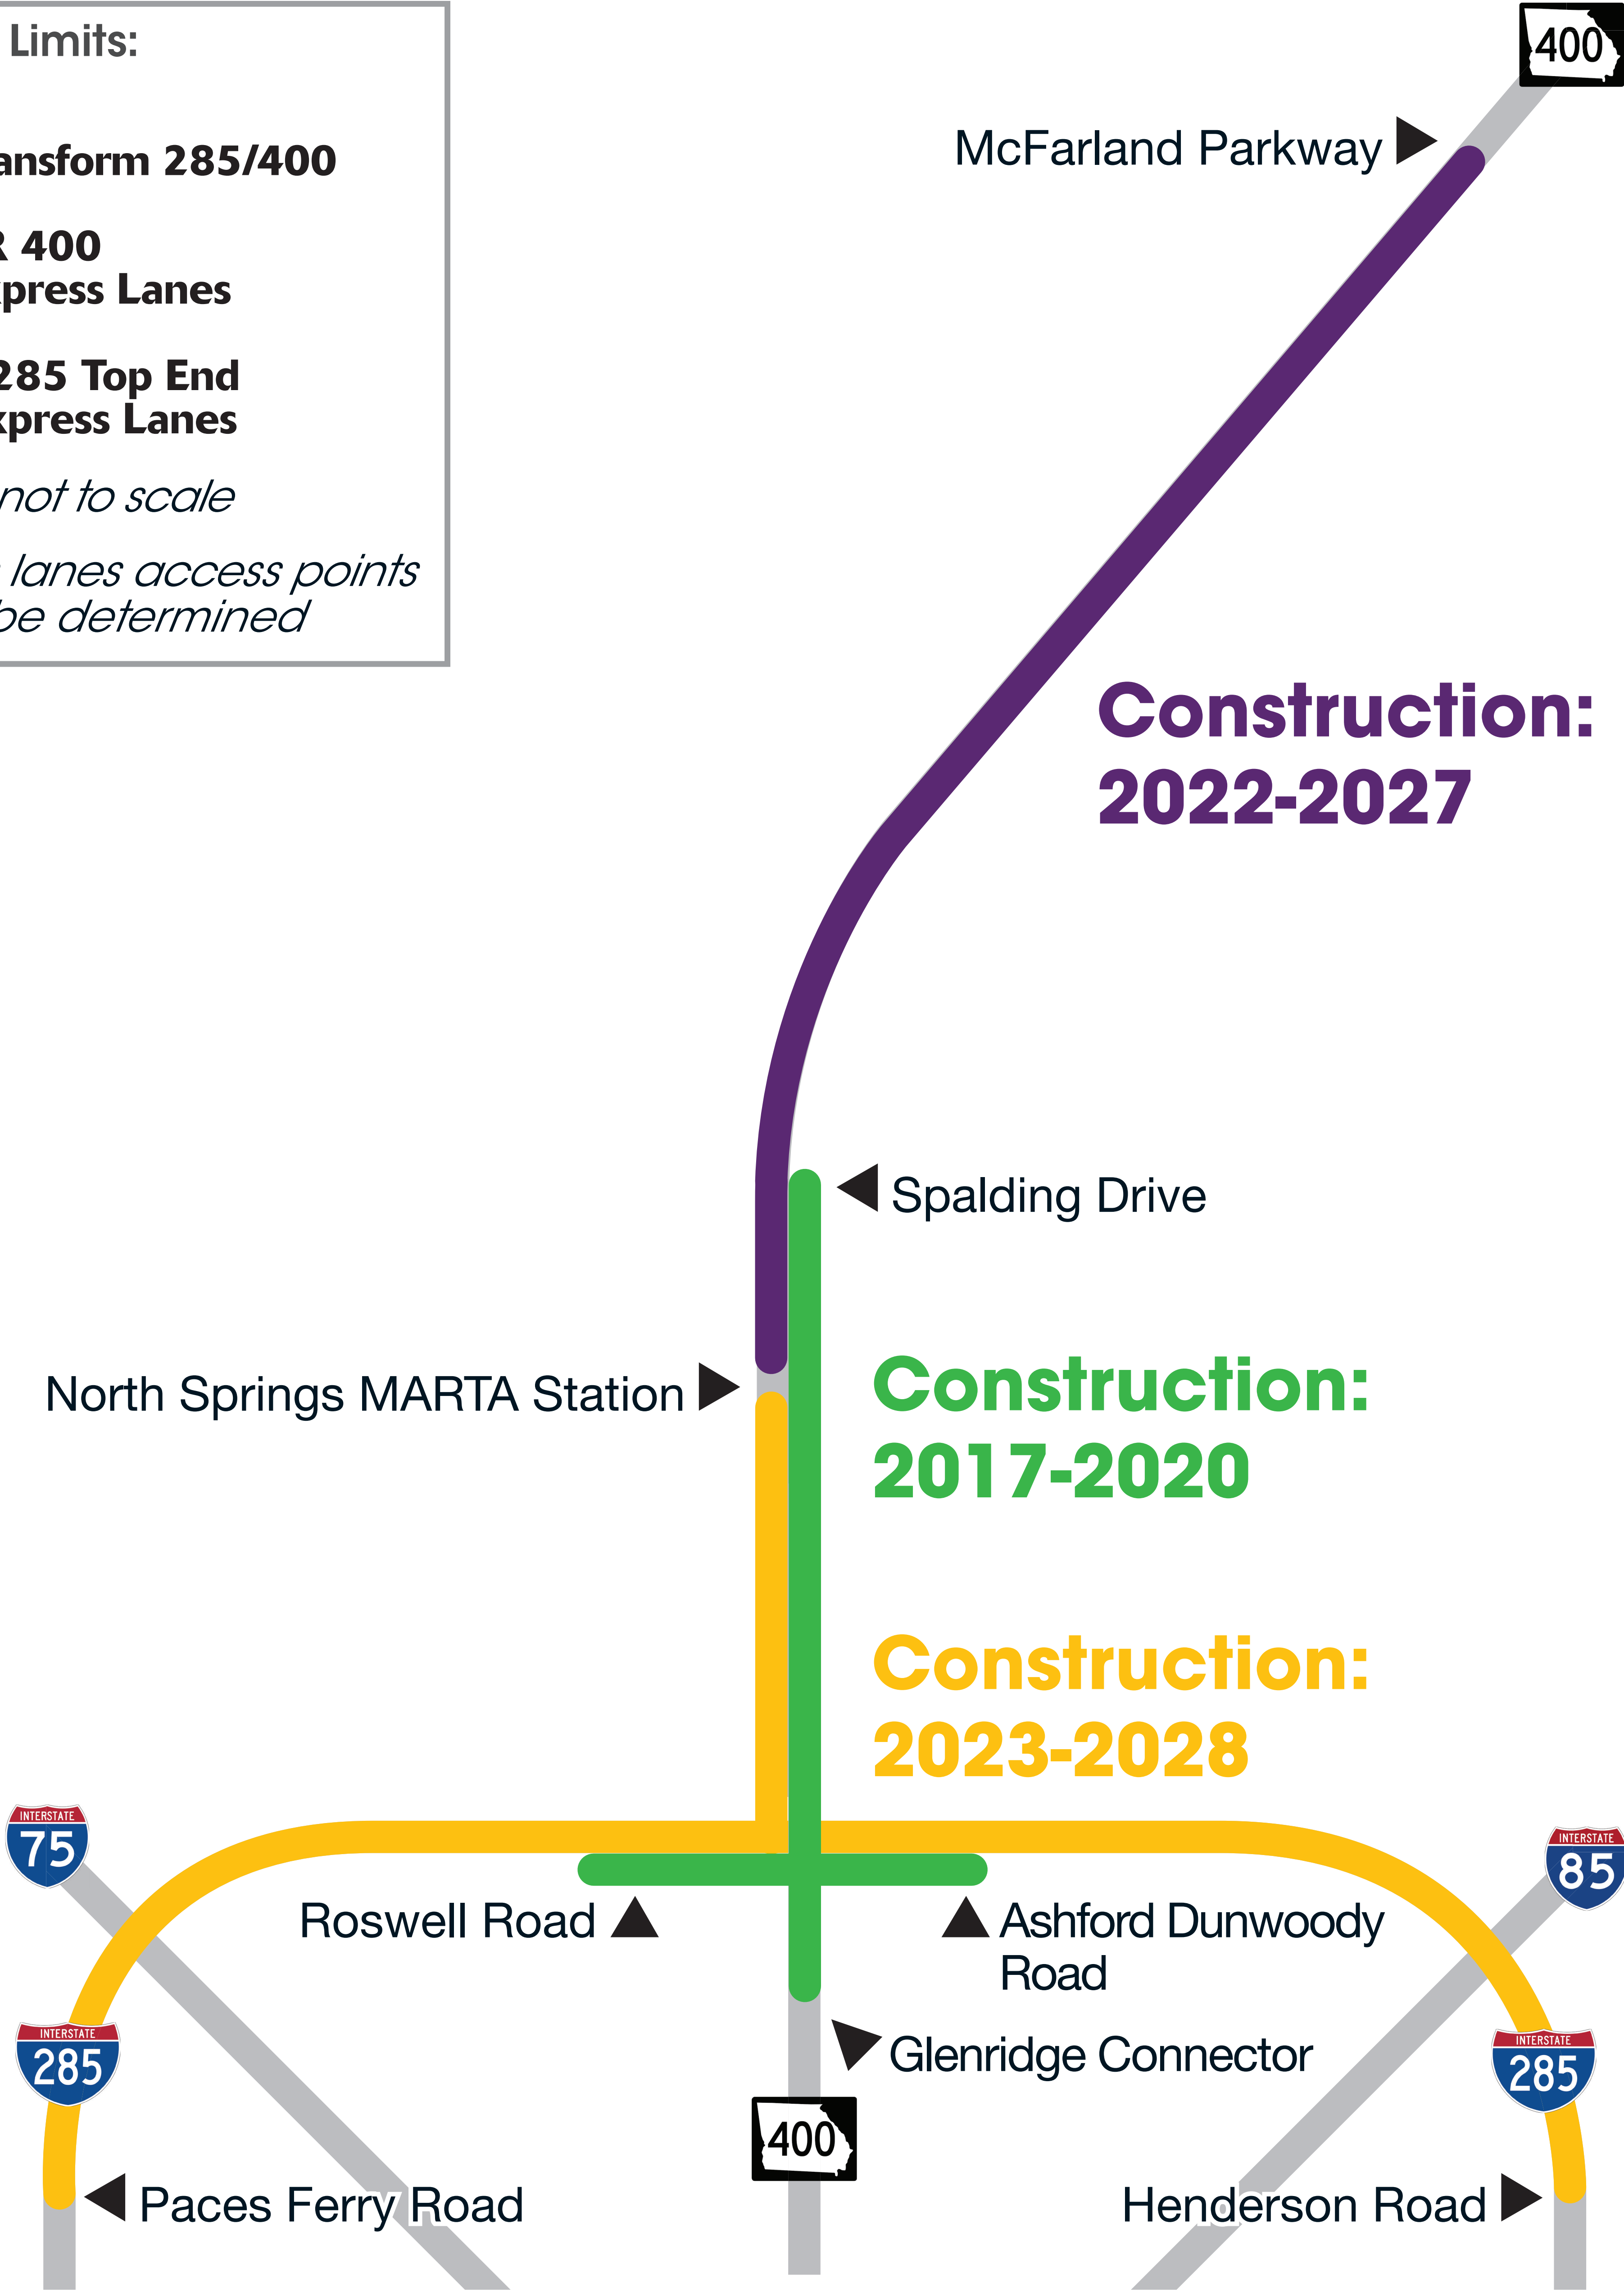 Limits:
ansform 285/400
R 400
press Lanes
285 Top End
xpress Lanes
not to scale
lanes access points
be determined
400
McFarland Parkway
Construction:
2022-2027
Spalding Drive
North Springs MARTA Station
Construction:
2017-2020
Construction:
2023-2028
INTERSTATE
75
INTERSTATE
85
Roswell Road
Ashford Dunwoody
Road
INTERSTATE
285
Glenridge Connector
INTERSTATE
285
400
Paces Ferry Road
Henderson Road